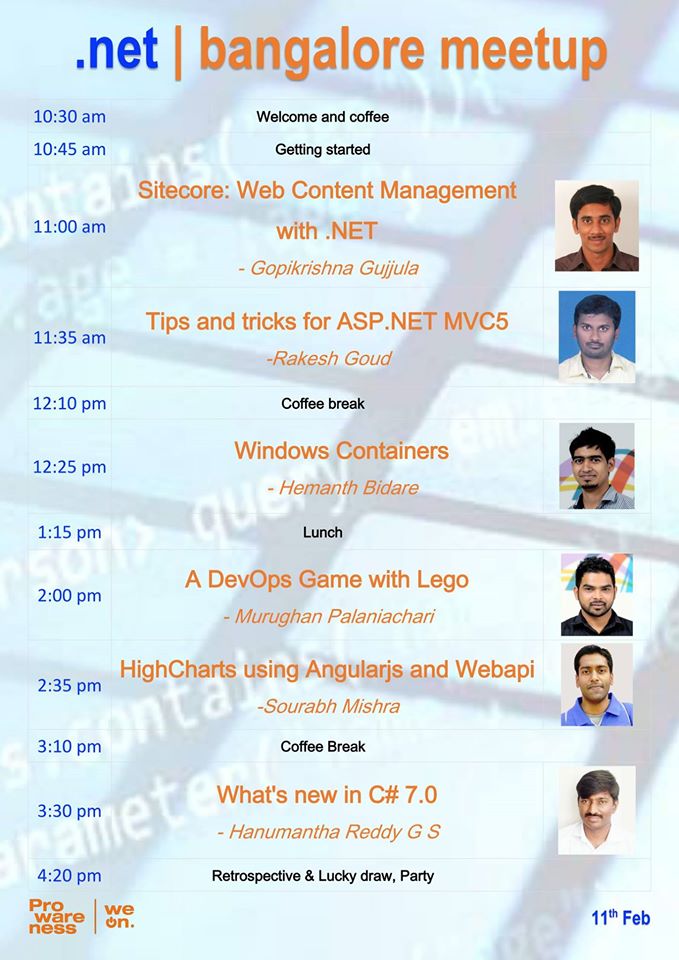 .net | bangalore meetup
10:30 am Welcome and coffee
10:45 am Getting started
Sitecore: Web Content Management
11:00 am with .NET
- Gopikrishna Gujjula
Tips and tricks for ASP.NET MVC5
11:35 am
-Rakesh Goud
12:10 pm Coffee break
Windows Containers
12:25 pm
- Hemanth Bidare
1:15 pm Lunch
A DevOps Game with Lego
2:00 pm
- Murughan Palaniachari
HighCharts using Angularjs and Webapi
2:35 pm
-Sourabh Mishra
3:10 pm Coffee Break
What's new in C# 7.0
3:30 pm
- Hanumantha Reddy G S
4:20 pm Retrospective & Lucky draw, Party
Pro
ware
ness
we
on.
11th Feb